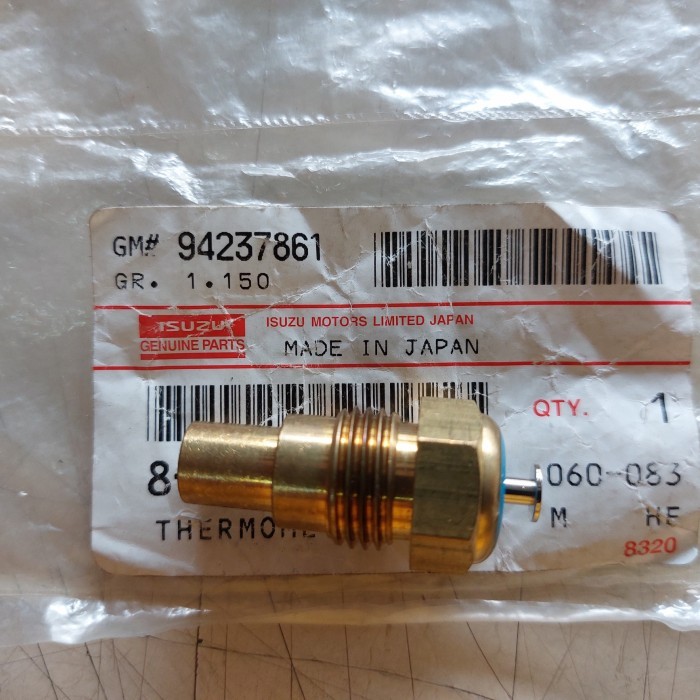 GM# 94237861
GR. 1.150
ISUZU
GENUINE PARTS
ISUZU MOTORS LIMITED JAPAN
MADE IN JAPAN
QTY. 1
8- 060-083
M HE
8320